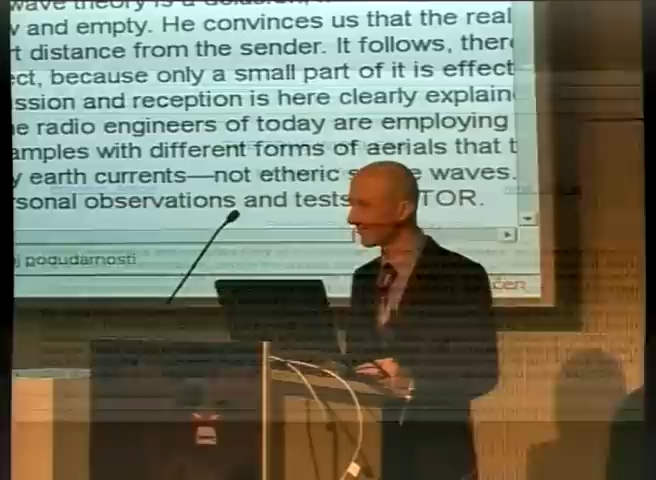 wave theory is a delusion,
and empty. He convinces us that the real
t distance from the sender. It follows, there
ect, because only a small part of it is effect
ssion and reception is here clearly explain
e radio engineers of today are employing
amples with different forms of aerials that t
y earth currents—not etheric waves.
sonal observations and tests TOR.
j podudarnosti